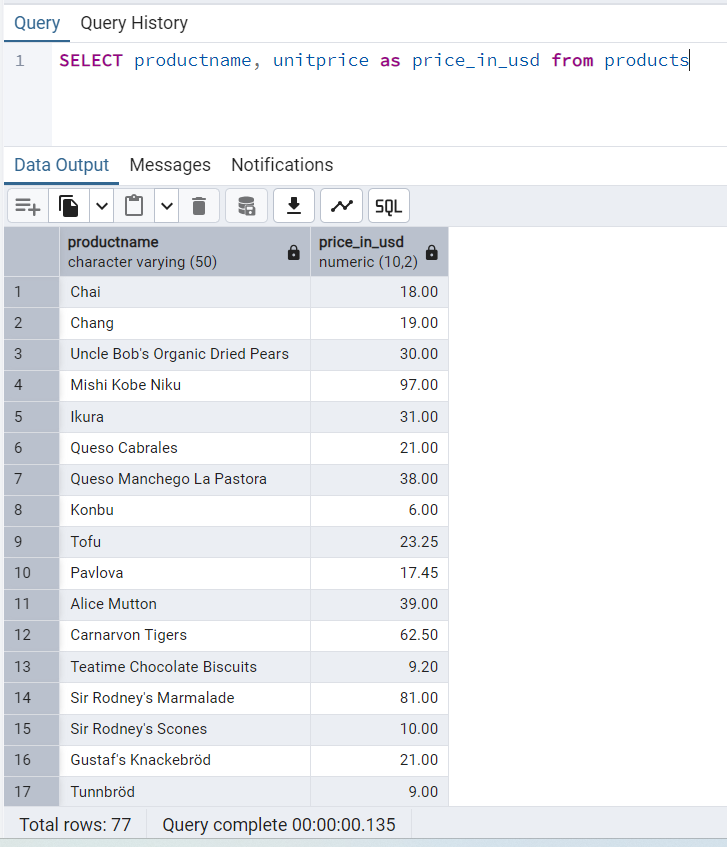 Query Query History
1 SELECT productname, unitprice as price_in_usd from products
Data Output Messages Notifications
SQL
productname price_in_usd
character varying (50) numeric (10,2)
1 Chai 18.00
2 Chang 19.00
3 Uncle Bob's Organic Dried Pears 30.00
4 Mishi Kobe Niku 97.00
5 Ikura 31.00
6 Queso Cabrales 21.00
7 Queso Manchego La Pastora 38.00
8 Konbu 6.00
9 Tofu 23.25
10 Pavlova 17.45
11 Alice Mutton 39.00
12 Carnarvon Tigers 62.50
13 Teatime Chocolate Biscuits 9.20
14 Sir Rodney's Marmalade 81.00
15 Sir Rodney's Scones 10.00
16 Gustaf's Knackebröd 21.00
17 Tunnbröd 9.00
Total rows: 77 Query complete 00:00:00.135